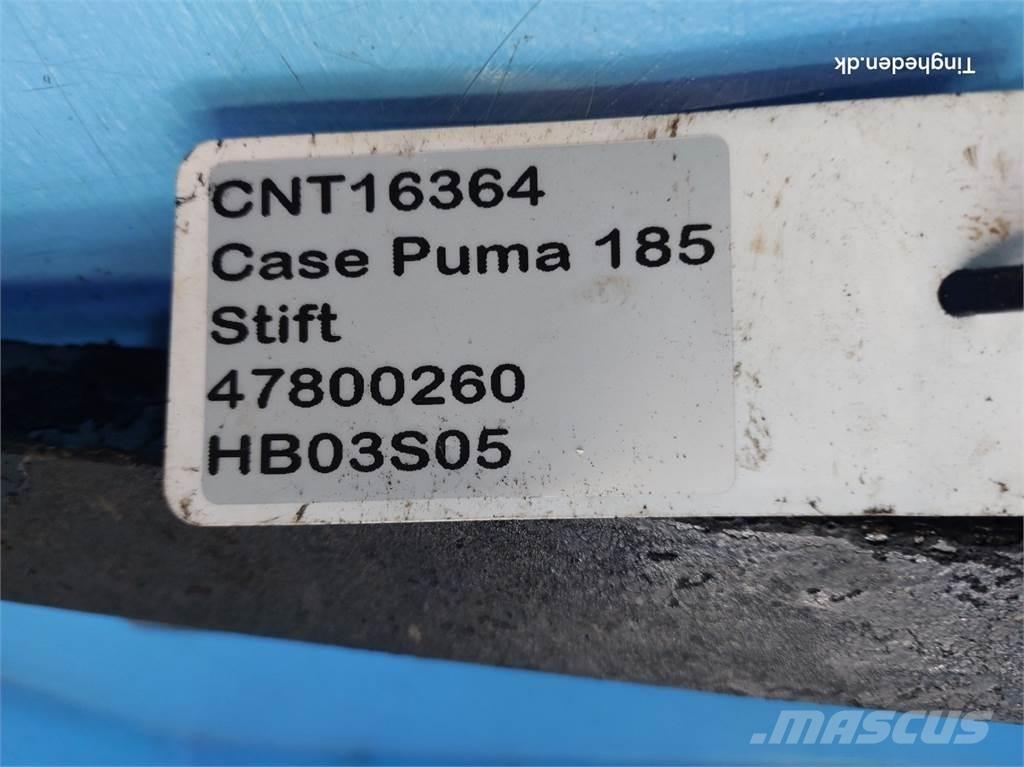 Tingheden.dk
CNT16364
Case Puma 185
Stift
47800260
HB03S05
MASCUS